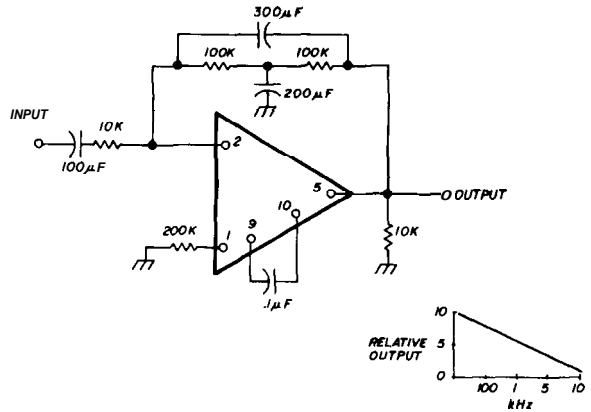 300µF
100K 100K
200µF
INPUT
10K
100µF
2
5
OUTPUT
10
9
200K
1
10K
.1µF
10
5
0
RELATIVE
OUTPUT
100 1 5 10
kHz